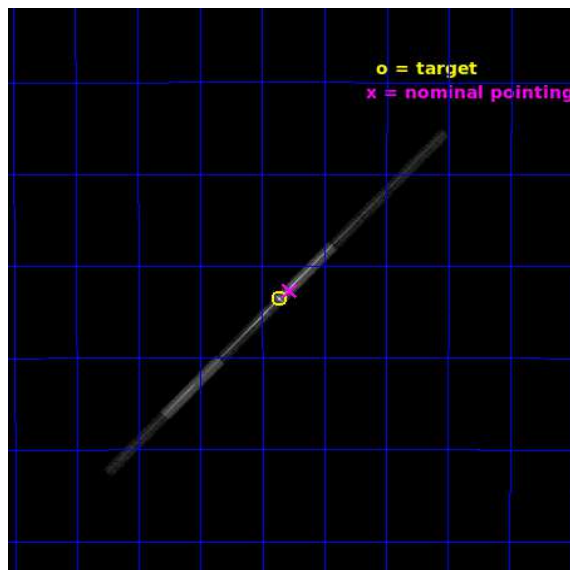 o = target
x = nominal pointing